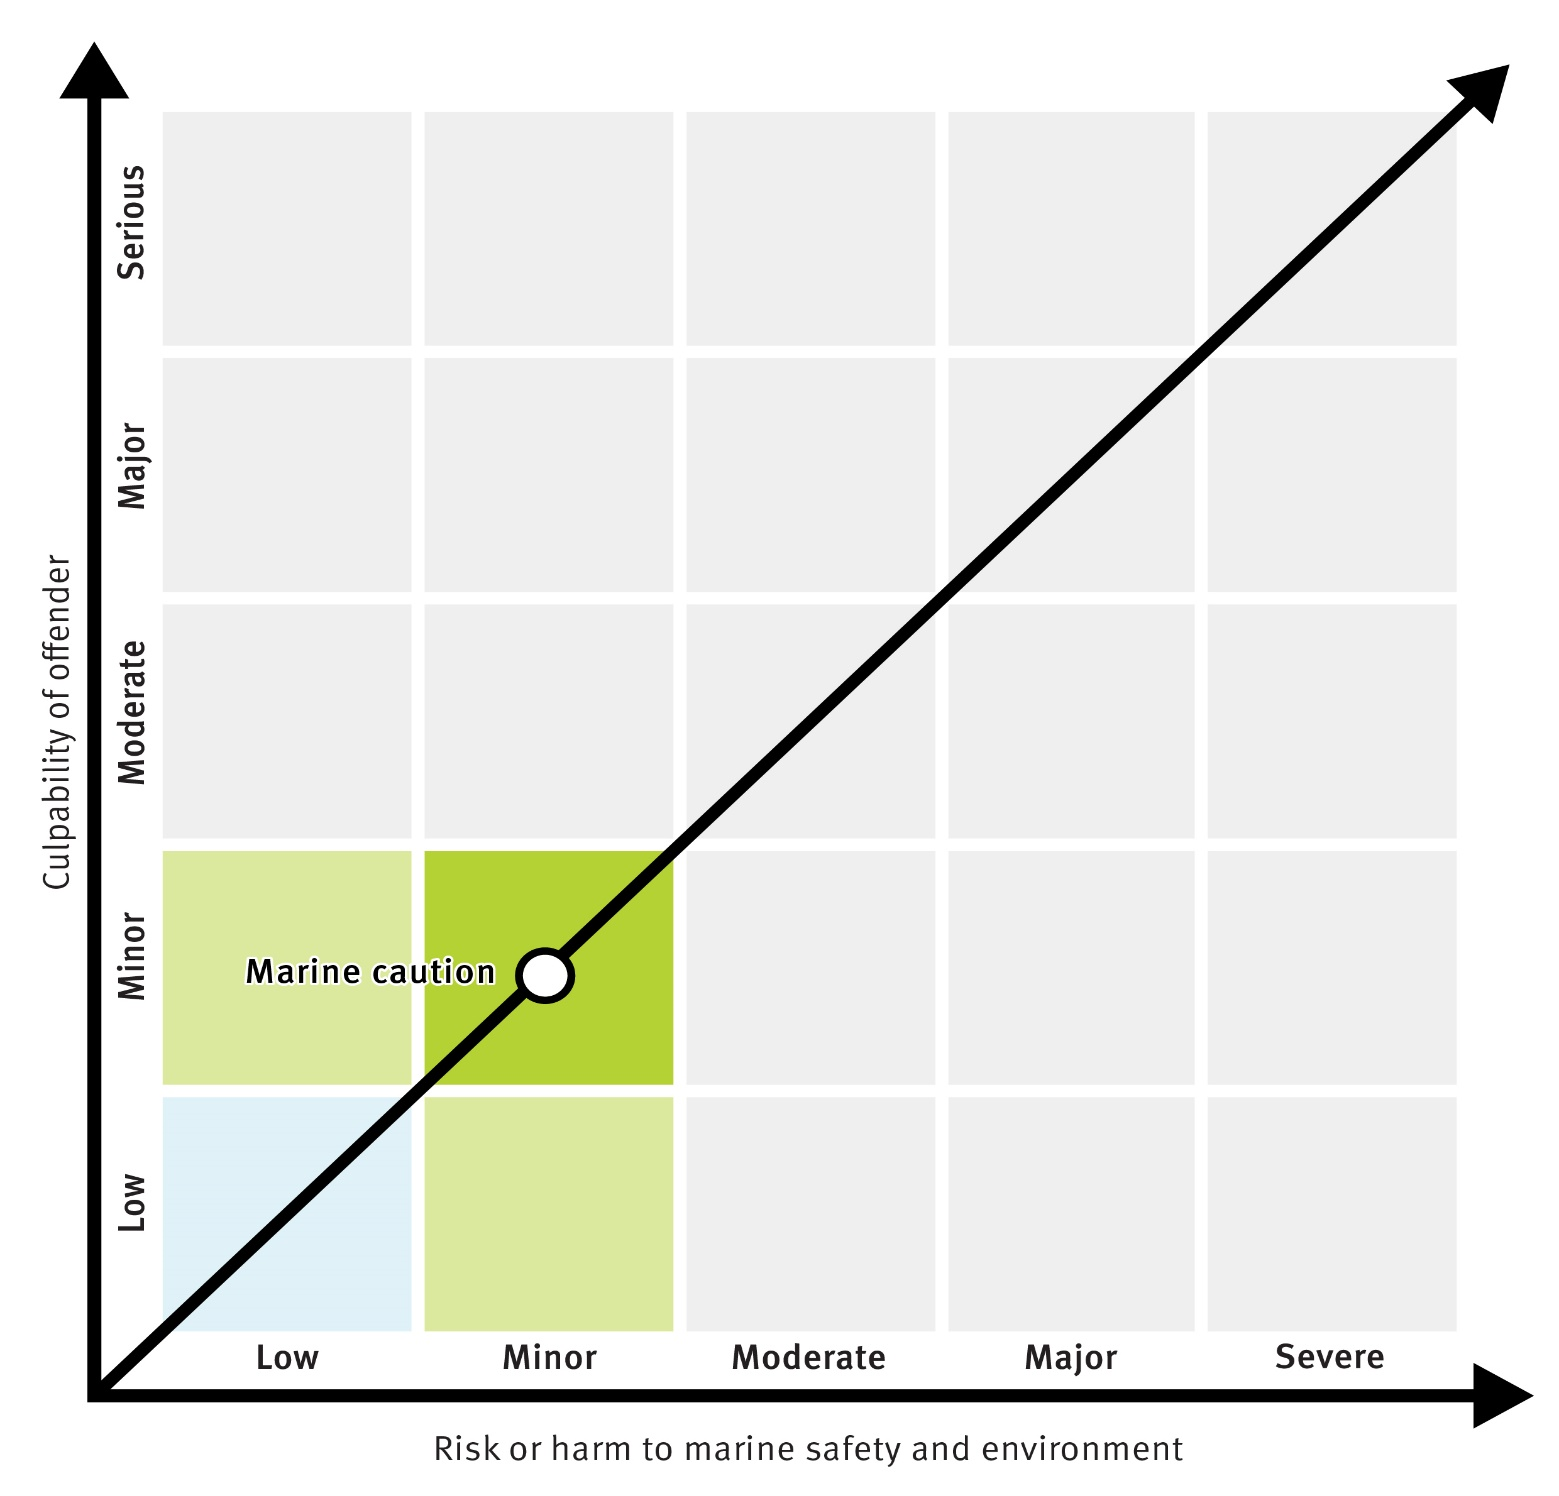 Culpability of offender
Serious
Major
Moderate
Minor
Low
Marine caution
Low
Minor
Moderate
Major
Severe
Risk or harm to marine safety and environment